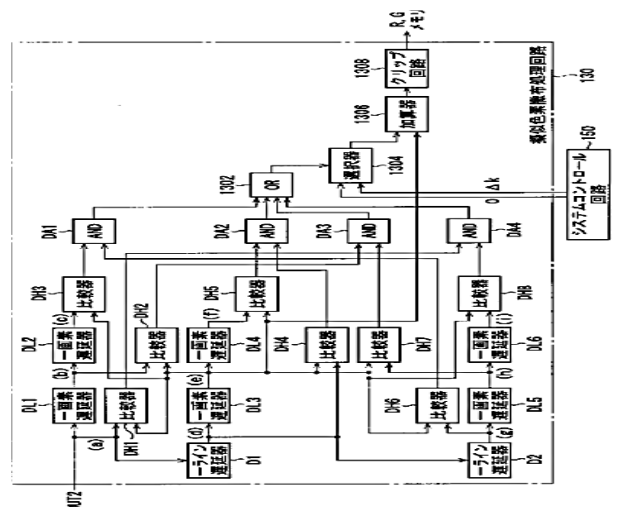 R, G
メモリ
クリップ
回路
1308
加算器
1306
選択器
1304
OR
1302
0
Δk
擬似色素散布処理回路
130
システムコントロール
回路
150
AND
DA1
AND
DA2
AND
DA3
AND
DA4
比較器
DH3
比較器
DH2
比較器
DH5
比較器
DH4
比較器
DH7
比較器
DH8
(c)
(f)
(i)
一画素
遅延器
DL2
一画素
遅延器
DL4
一画素
遅延器
DL6
(b)
(e)
(h)
一画素
遅延器
DL1
比較器
DH1
一画素
遅延器
DL3
比較器
DH6
一画素
遅延器
DL5
(a)
(d)
(g)
一ライン
遅延器
D1
一ライン
遅延器
D2
OUT2